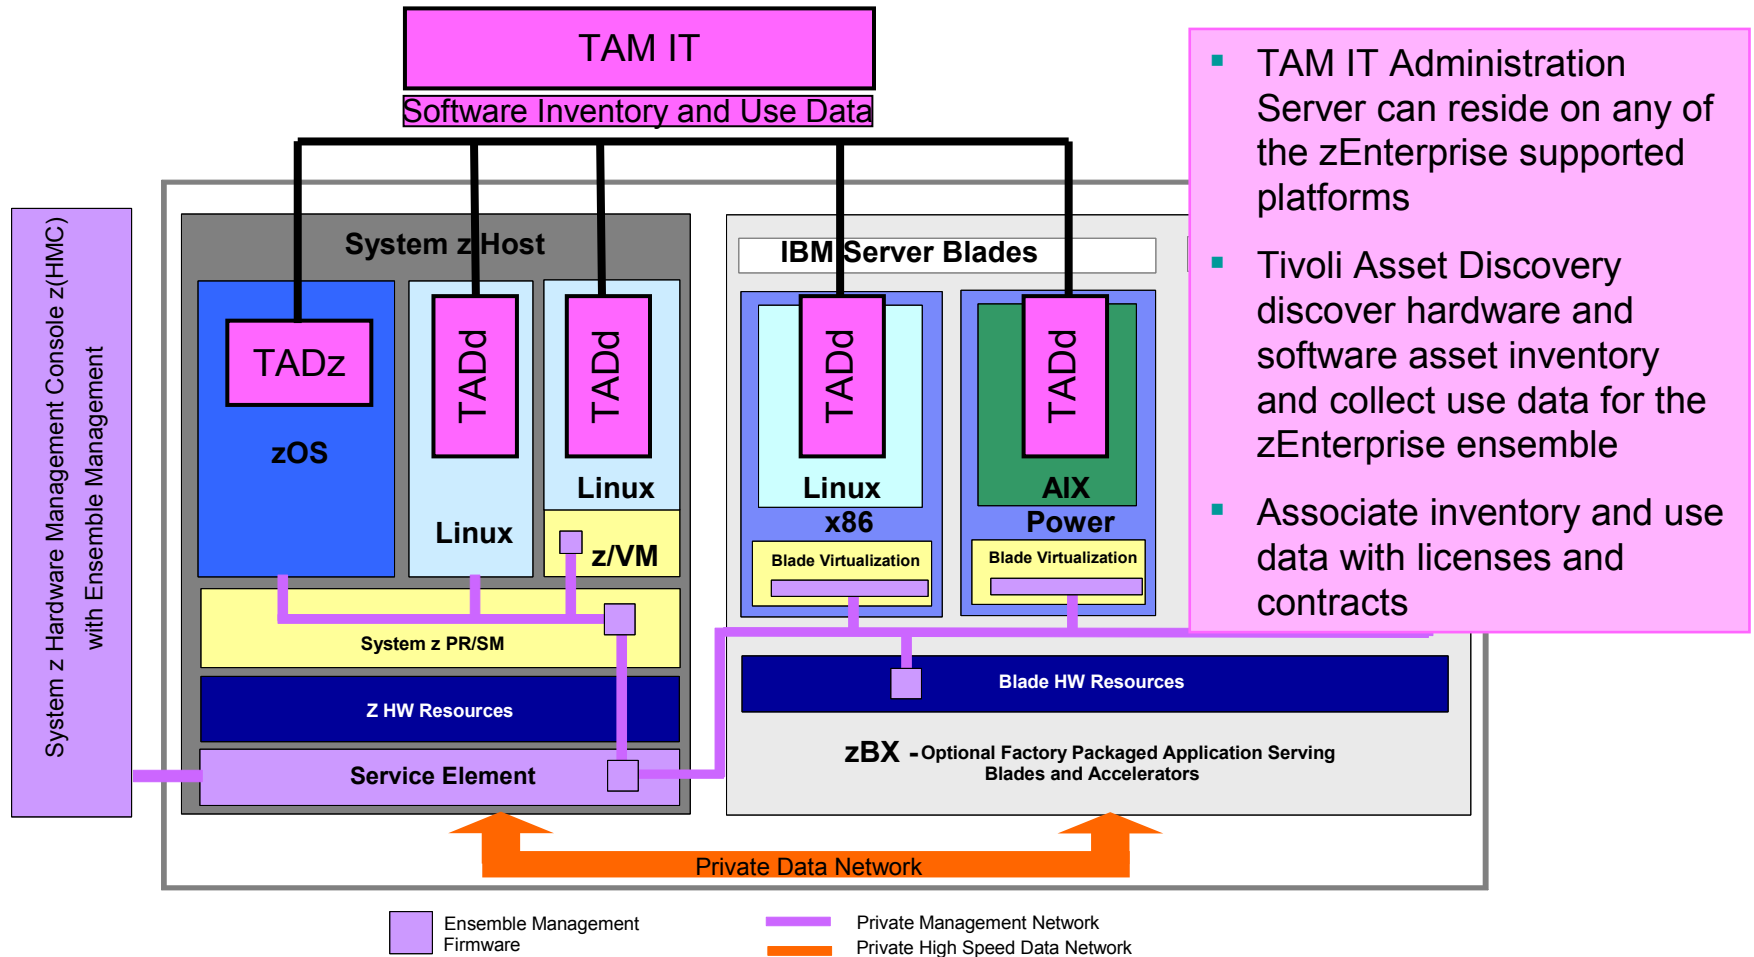 TAM IT
Software Inventory and Use Data
System z Hardware Management Console z(HMC)
with Ensemble Management
System z Host
TADz
zOS
TADd
Linux
TADd
Linux
z/VM
System z PR/SM
Z HW Resources
Service Element
IBM Server Blades
TADd
Linux
x86
Blade Virtualization
TADd
AIX
Power
Blade Virtualization
Blade HW Resources
zBX - Optional Factory Packaged Application Serving
Blades and Accelerators
Private Data Network
Ensemble Management
Firmware
Private Management Network
Private High Speed Data Network
▪ TAM IT Administration
Server can reside on any of
the zEnterprise supported
platforms
▪ Tivoli Asset Discovery
discover hardware and
software asset inventory
and collect use data for the
zEnterprise ensemble
▪ Associate inventory and use
data with licenses and
contracts